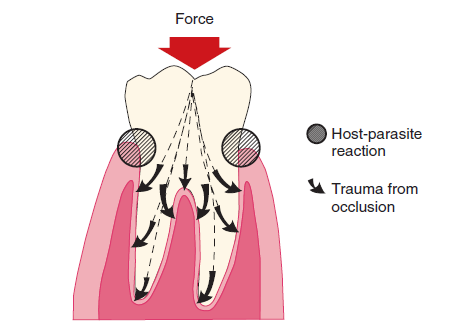 Force
Host-parasite
reaction
Trauma from
occlusion